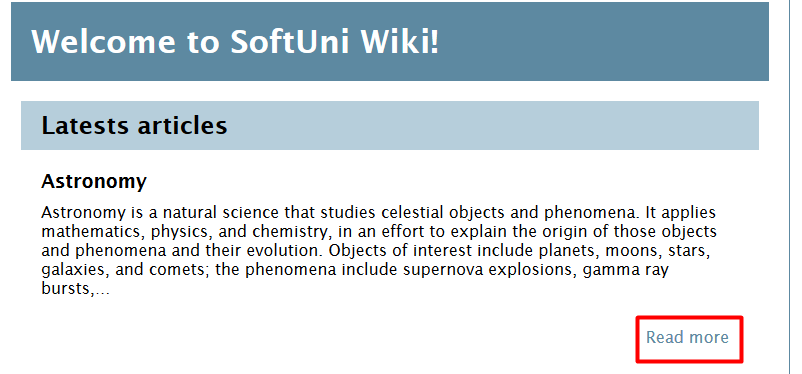 Welcome to SoftUni Wiki!
Latests articles
Astronomy
Astronomy is a natural science that studies celestial objects and phenomena. It applies
mathematics, physics, and chemistry, in an effort to explain the origin of those objects
and phenomena and their evolution. Objects of interest include planets, moons, stars,
galaxies, and comets; the phenomena include supernova explosions, gamma ray
bursts,...
Read more